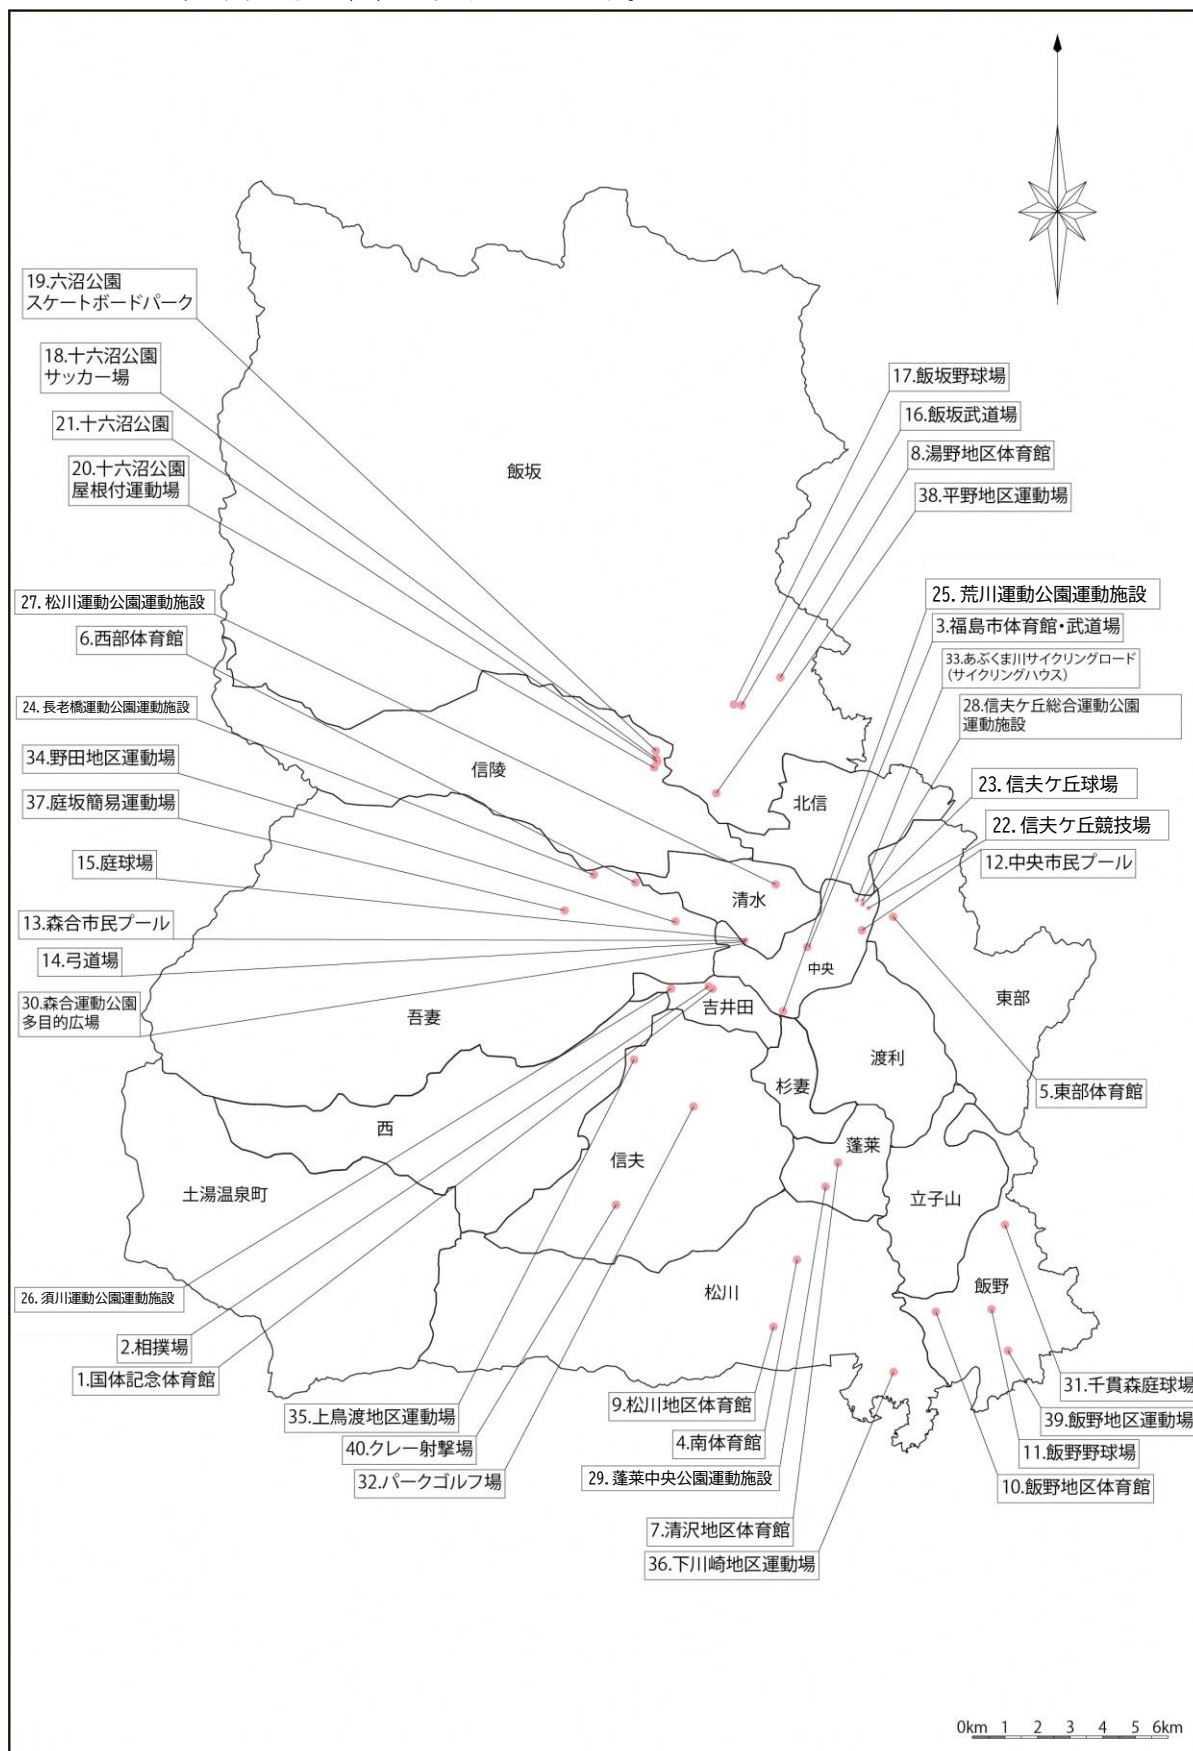 19.六沼公園
スケートボードパーク
18.十六沼公園
サッカー場
21.十六沼公園
20.十六沼公園
屋根付運動場
17.飯坂野球場
16.飯坂武道場
8.湯野地区体育館
38.平野地区運動場
飯坂
27.松川運動公園運動施設
6.西部体育館
24.長老橋運動公園運動施設
34.野田地区運動場
37.庭坂簡易運動場
15.庭球場
13.森合市民プール
14.弓道場
30.森合運動公園
多目的広場
25.荒川運動公園運動施設
3.福島市体育館・武道場
33.あぶくま川サイクリングロード
(サイクリングハウス)
28.信夫ケ丘総合運動公園
運動施設
23.信夫ケ丘球場
22.信夫ケ丘競技場
12.中央市民プール
信陵
北信
清水
中央
東部
吾妻
吉井田
渡利
杉妻
5.東部体育館
西
信夫
蓬莱
土湯温泉町
立子山
飯野
松川
26.須川運動公園運動施設
2.相撲場
1.国体記念体育館
35.上鳥渡地区運動場
40.クレー射撃場
32.パークゴルフ場
9.松川地区体育館
4.南体育館
29.蓬莱中央公園運動施設
7.清沢地区体育館
36.下川崎地区運動場
31.千貫森庭球場
39.飯野地区運動場
11.飯野野球場
10.飯野地区体育館
0km 1 2 3 4 5 6km